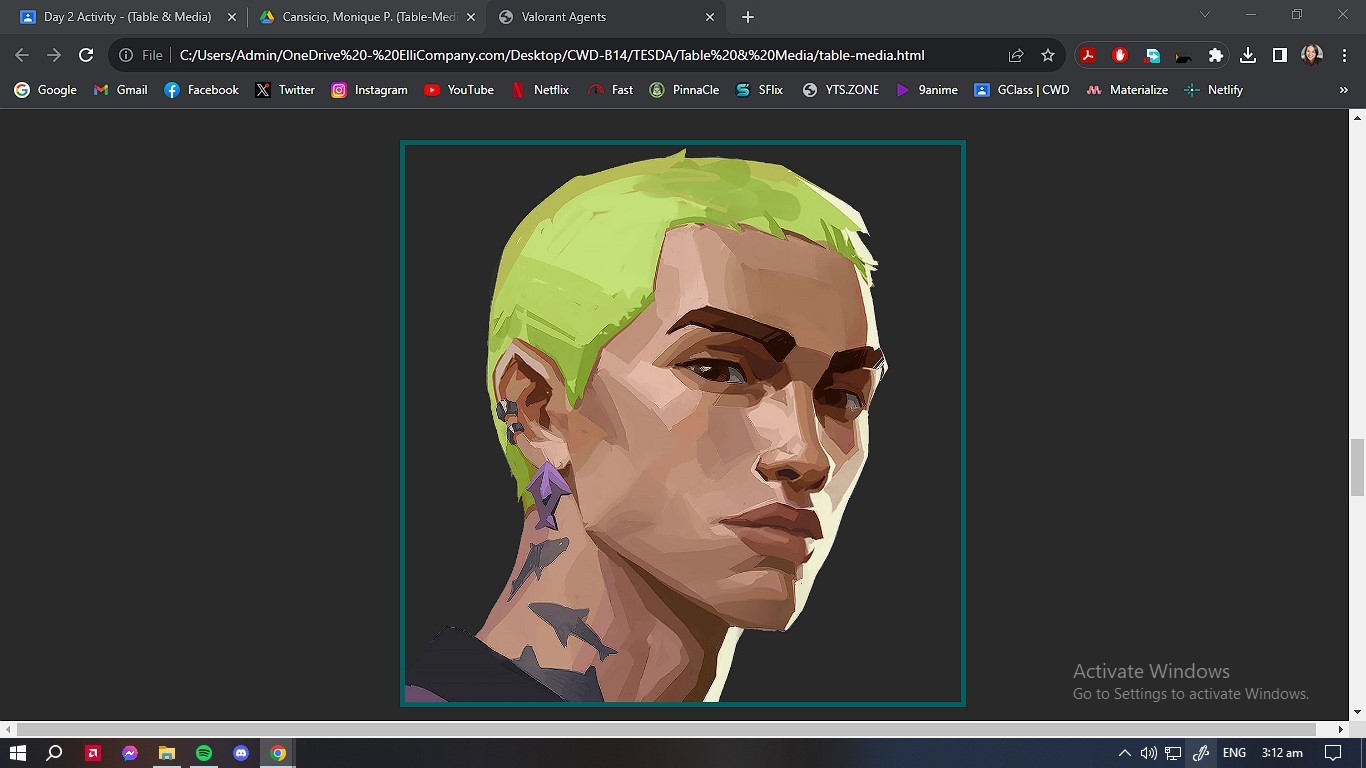 Day 2 Activity - (Table & Media)
Cansicio, Monique P. (Table-Med
Valorant Agents
File
C:/Users/Admin/OneDrive%20-%20ElliCompany.com/Desktop/CWD-B14/TESDA/Table%20&%20Media/table-media.html
Google Gmail Facebook Twitter Instagram YouTube Netflix Fast PinnaCle SFlix YTS.ZONE 9anime GClass | CWD Materialize Netlify »
Activate Windows
Go to Settings to activate Windows.
ENG 3:12 am